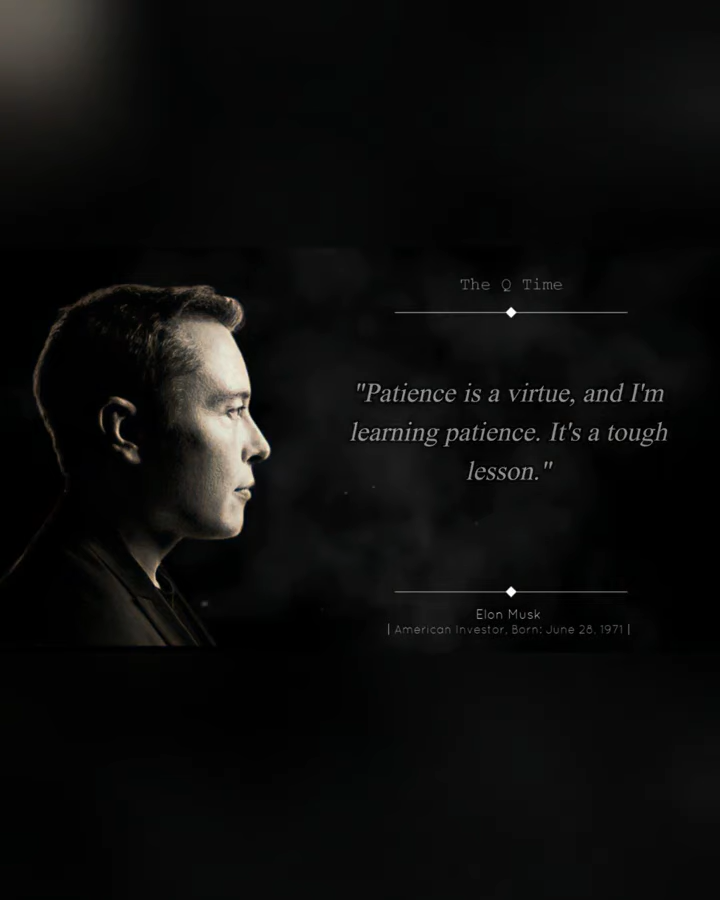 The Q Time
"Patience is a virtue, and I'm
learning patience. It's a tough
lesson."
Elon Musk
| American Investor, Born: June 28, 1971 |